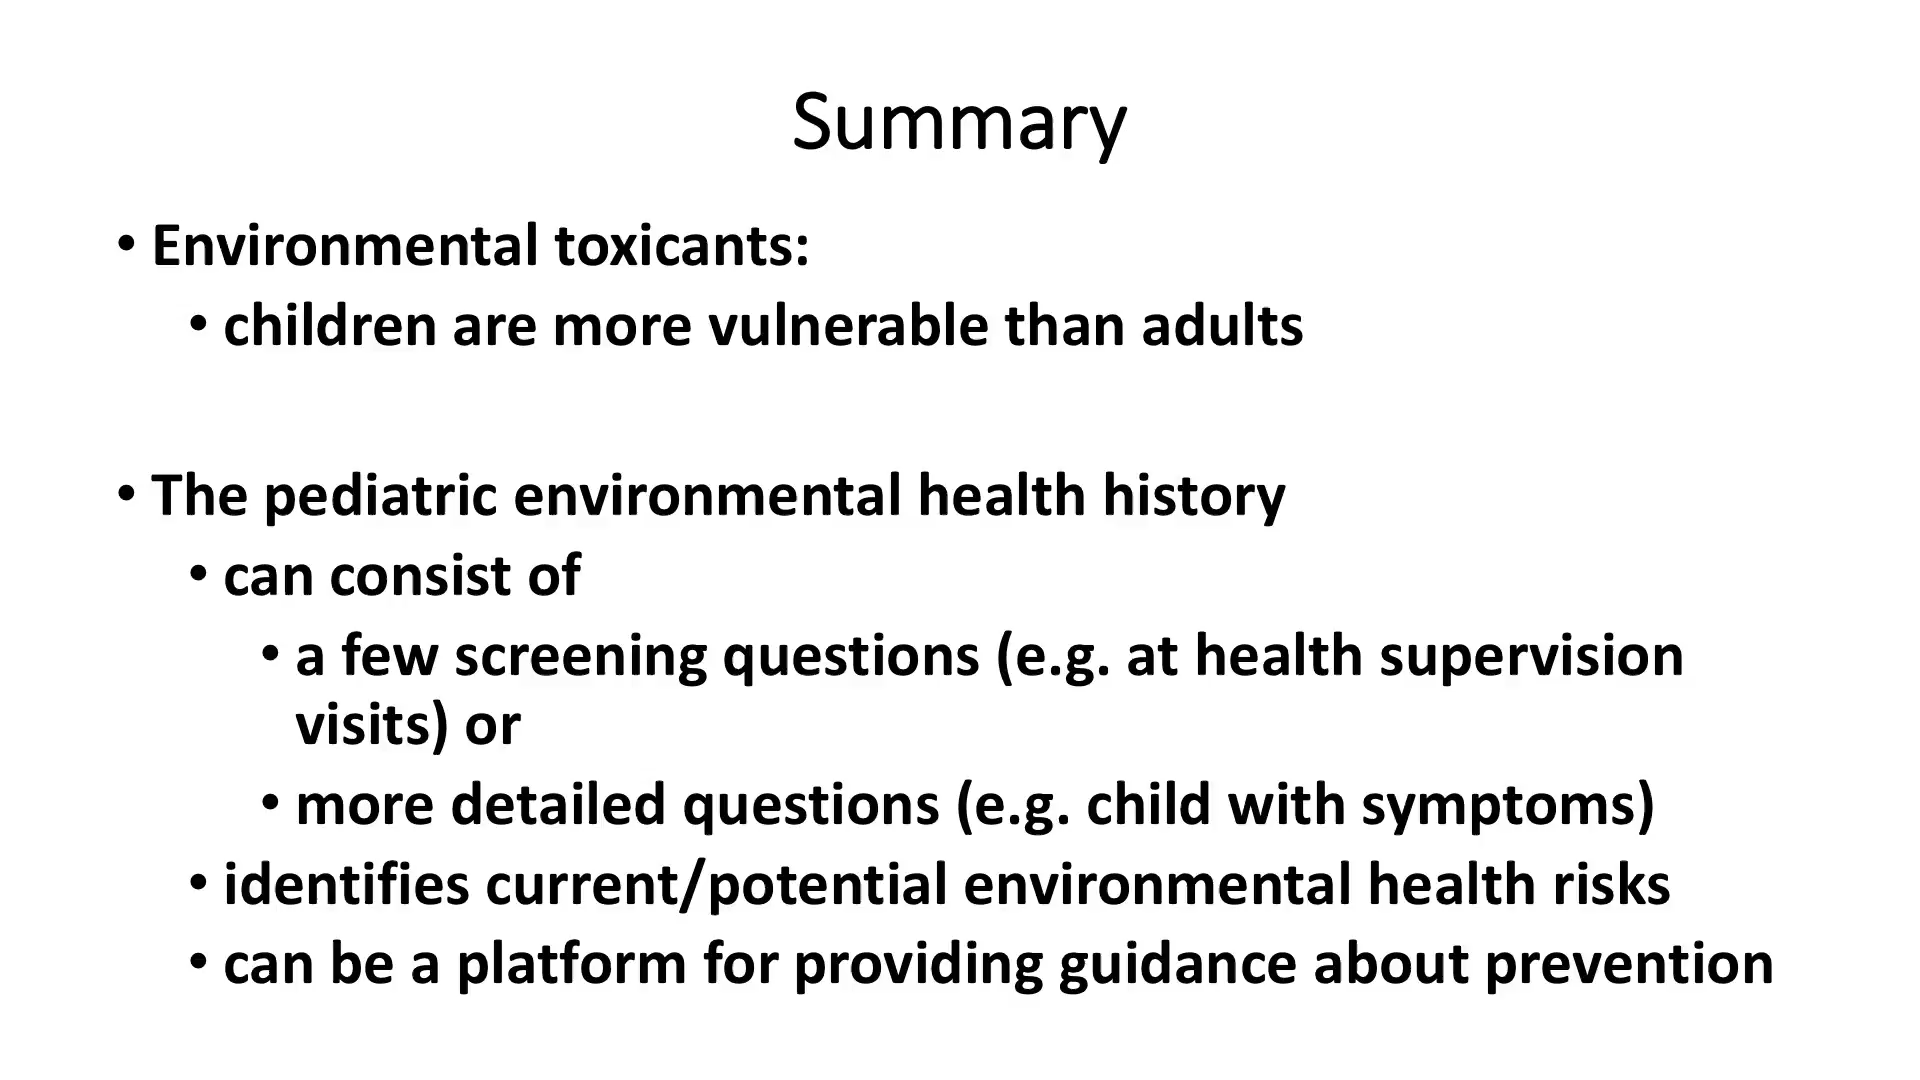 Summary
• Environmental toxicants:
• children are more vulnerable than adults
• The pediatric environmental health history
• can consist of
• a few screening questions (e.g. at health supervision
visits) or
• more detailed questions (e.g. child with symptoms)
• identifies current/potential environmental health risks
• can be a platform for providing guidance about prevention